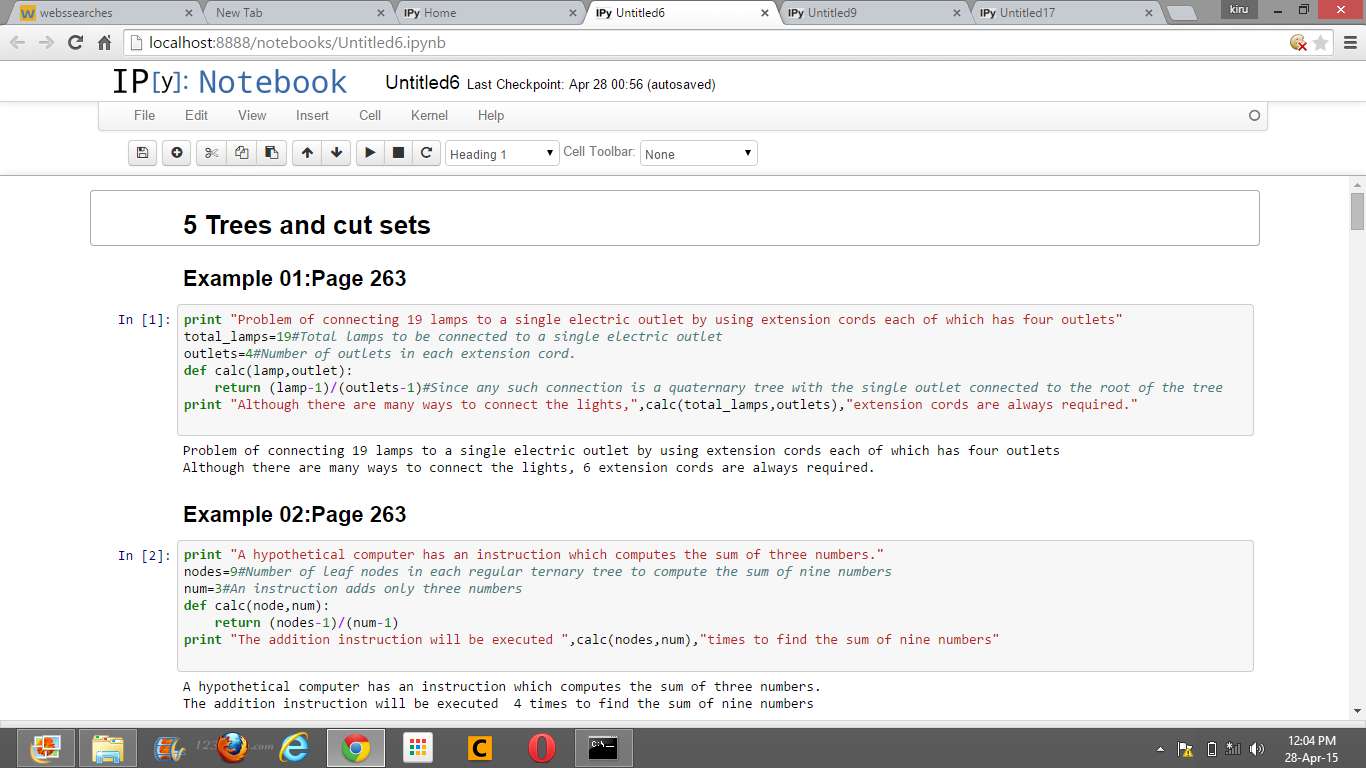 webssearches
New Tab
IPy Home
IPy Untitled6
IPy Untitled9
IPy Untitled17
kiru
localhost:8888/notebooks/Untitled6.ipynb
IP[y]: Notebook
Untitled6 Last Checkpoint: Apr 28 00:56 (autosaved)
File Edit View Insert Cell Kernel Help
Heading 1 Cell Toolbar: None
5 Trees and cut sets
Example 01:Page 263
In [1]: print "Problem of connecting 19 lamps to a single electric outlet by using extension cords each of which has four outlets"
total_lamps=19#Total lamps to be connected to a single electric outlet
outlets=4#Number of outlets in each extension cord.
def calc(lamp,outlet):
    return (lamp-1)/(outlets-1)#Since any such connection is a quaternary tree with the single outlet connected to the root of the tree
print "Although there are many ways to connect the lights,",calc(total_lamps,outlets),"extension cords are always required."
Problem of connecting 19 lamps to a single electric outlet by using extension cords each of which has four outlets
Although there are many ways to connect the lights, 6 extension cords are always required.
Example 02:Page 263
In [2]: print "A hypothetical computer has an instruction which computes the sum of three numbers."
nodes=9#Number of leaf nodes in each regular ternary tree to compute the sum of nine numbers
num=3#An instruction adds only three numbers
def calc(node,num):
    return (nodes-1)/(num-1)
print "The addition instruction will be executed ",calc(nodes,num),"times to find the sum of nine numbers"
A hypothetical computer has an instruction which computes the sum of three numbers.
The addition instruction will be executed  4 times to find the sum of nine numbers
12:04 PM
28-Apr-15